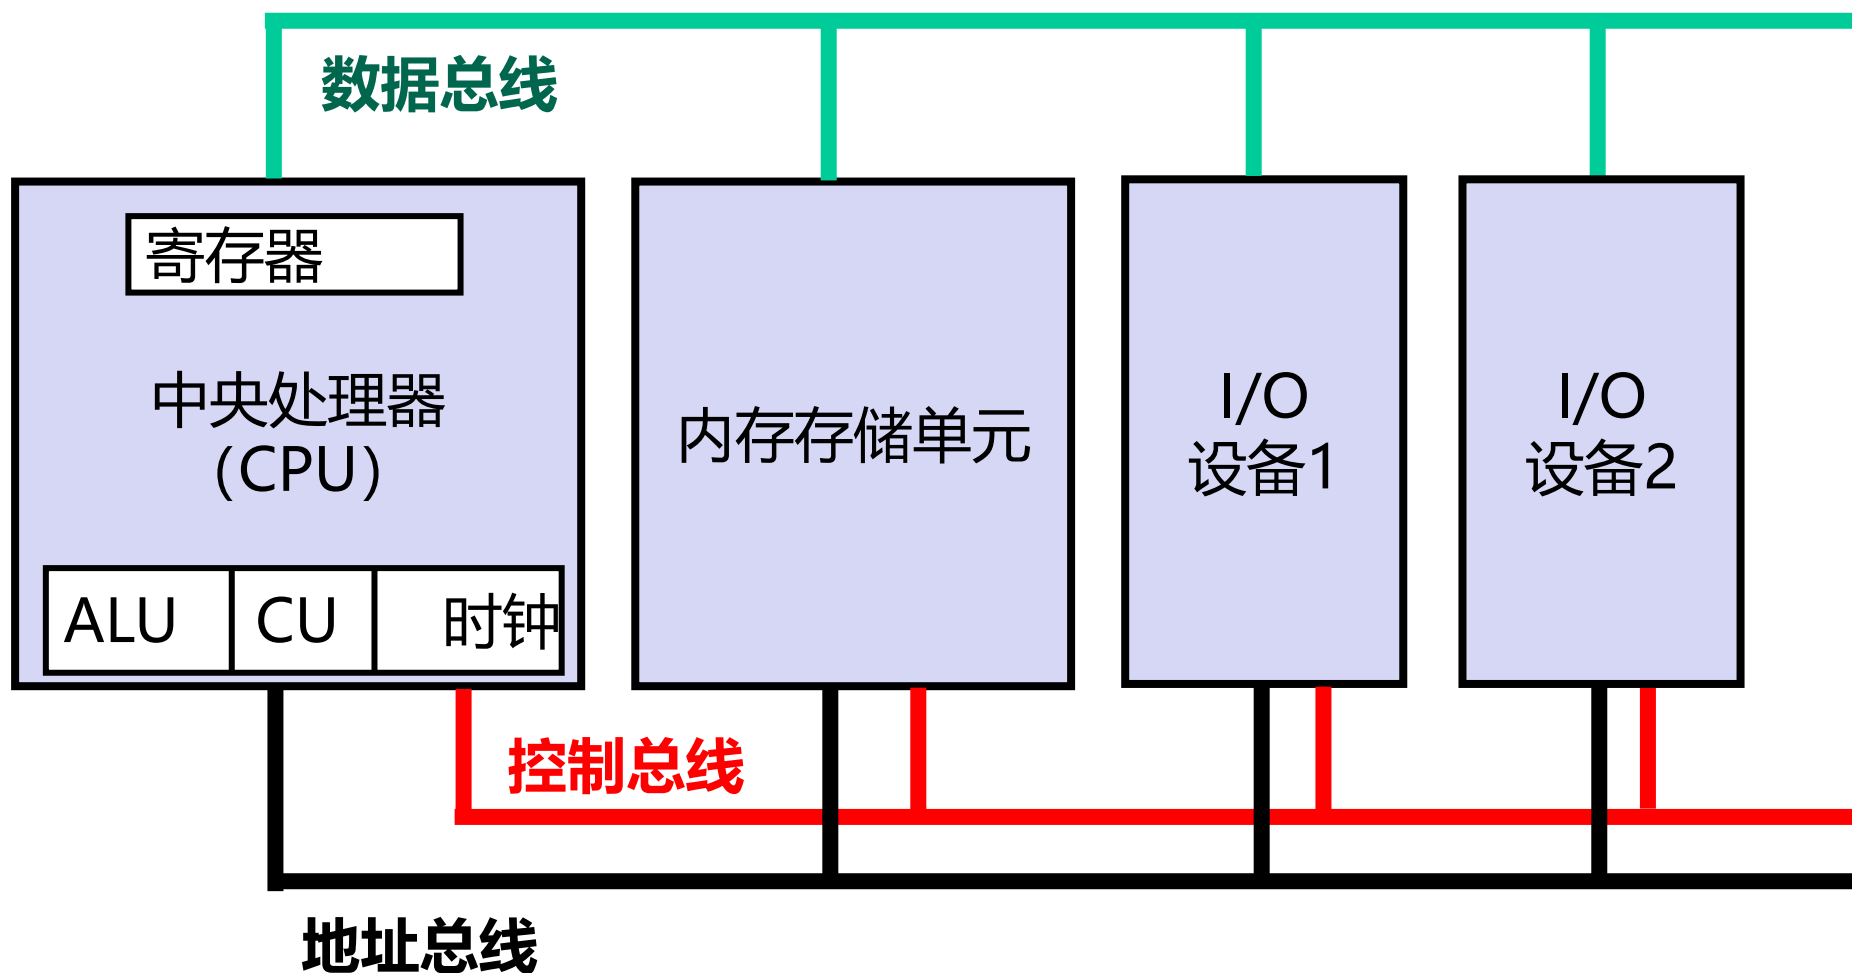 数据总线
寄存器
中央处理器
（CPU）
ALU
CU
时钟
内存存储单元
I/O
设备1
I/O
设备2
控制总线
地址总线